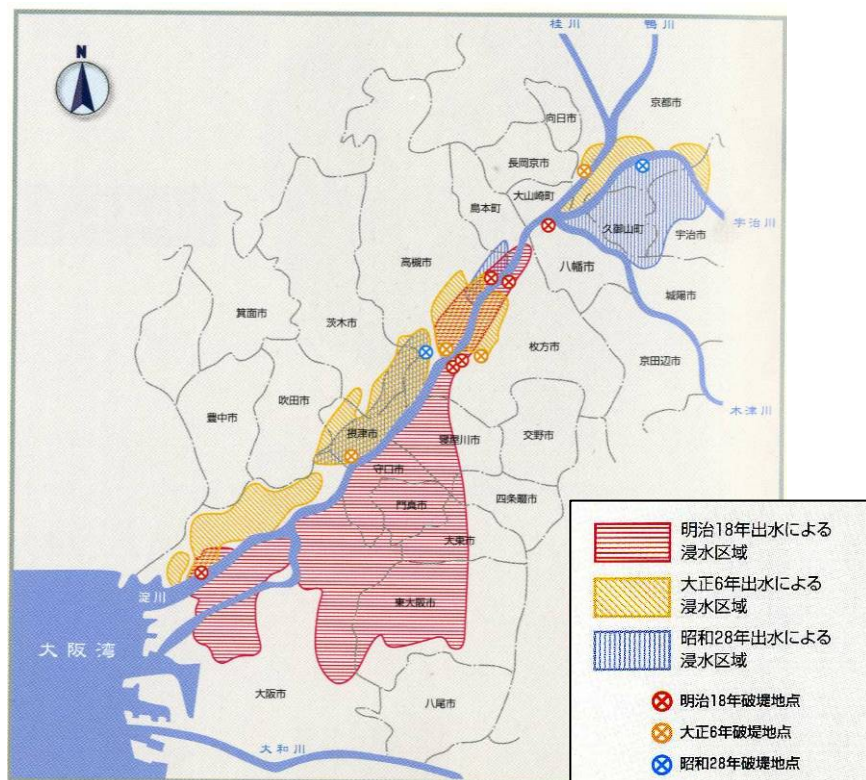 桂川
鴨川
N
京都市
向日市
長岡京市
大山崎町
島本町
宇治川
久御山町
宇治市
高槻市
八幡市
城陽市
箕面市
茨木市
枚方市
京田辺市
吹田市
豊中市
木津川
摂津市
寝屋川市
交野市
守口市
門真市
四条畷市
大東市
淀川
東大阪市
大阪湾
大阪市
八尾市
大和川
明治18年出水による
浸水区域
大正6年出水による
浸水区域
昭和28年出水による
浸水区域
明治18年破堤地点
大正6年破堤地点
昭和28年破堤地点